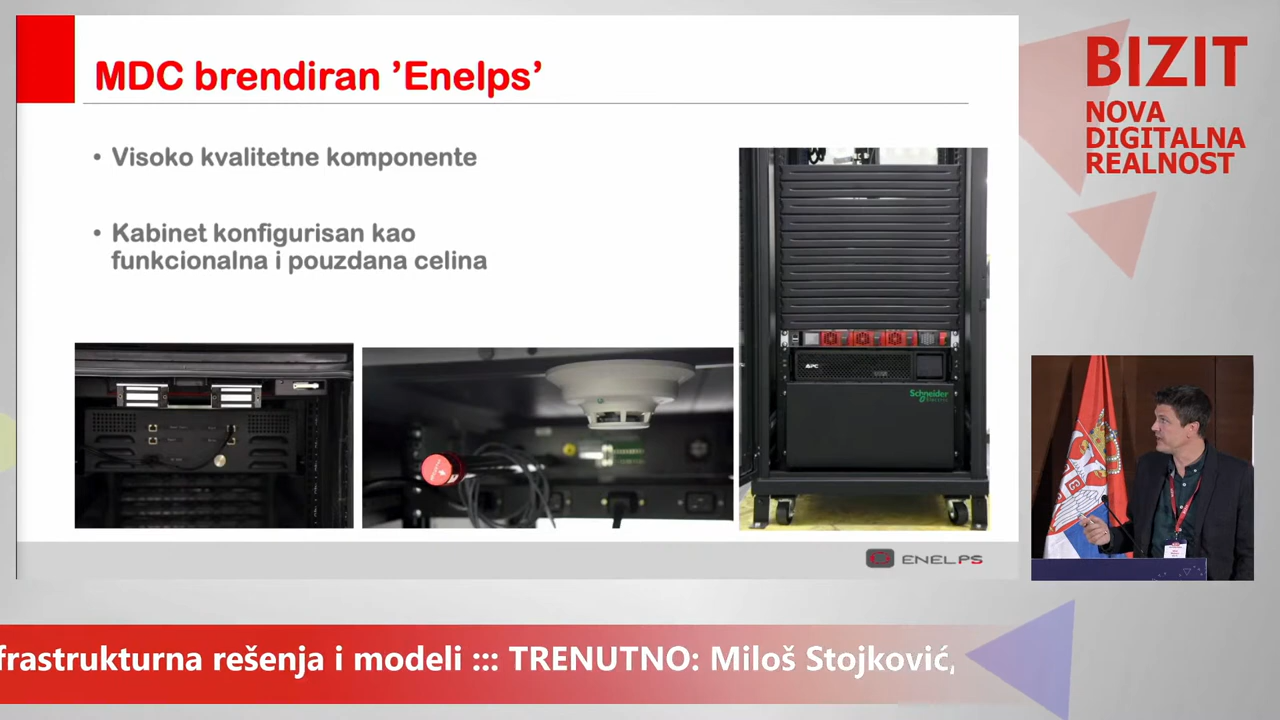 MDC brendiran ’Enelps’
• Visoko kvalitetne komponente
• Kabinet konfigurisan kao
funkcionalna i pouzdana celina
APC
Schneider
Electric
ENELPS
BIZIT
NOVA
DIGITALNA
REALNOST
frastrukturna rešenja i modeli ::: TRENUTNO: Miloš Stojković,